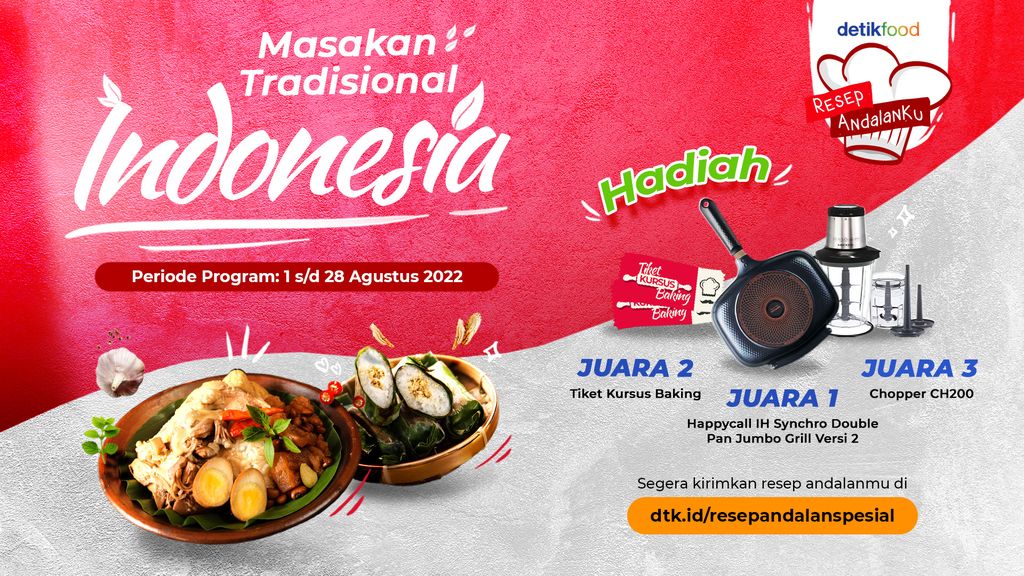 Masakan
Tradisional
Indonesia
Periode Program: 1 s/d 28 Agustus 2022
detikfood
RESEP
ANDALANKU
Hadiah
Tiket
KURSUS
Baking
Baking
JUARA 2
Tiket Kursus Baking
JUARA 1
Happycall IH Synchro Double
Pan Jumbo Grill Versi 2
JUARA 3
Chopper CH200
Segera kirimkan resep andalanmu di
dtk.id/resepandalanspesial